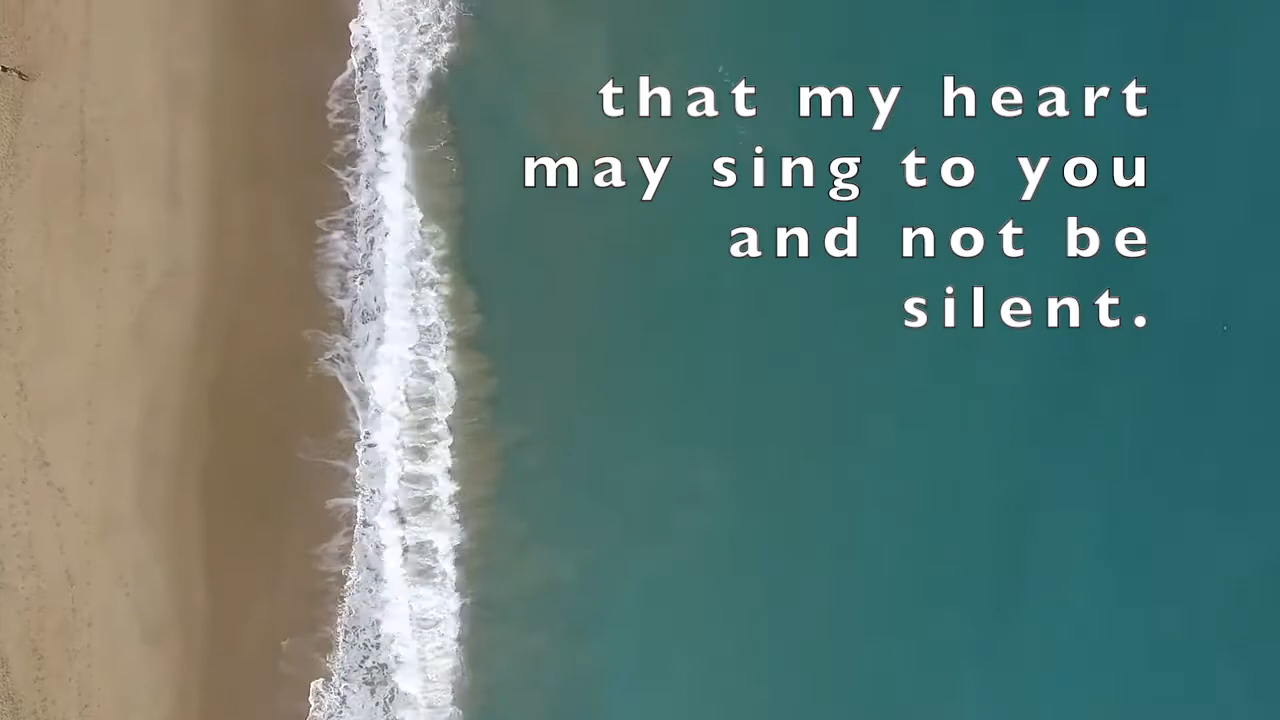 that my heart
may sing to you
and not be
silent.